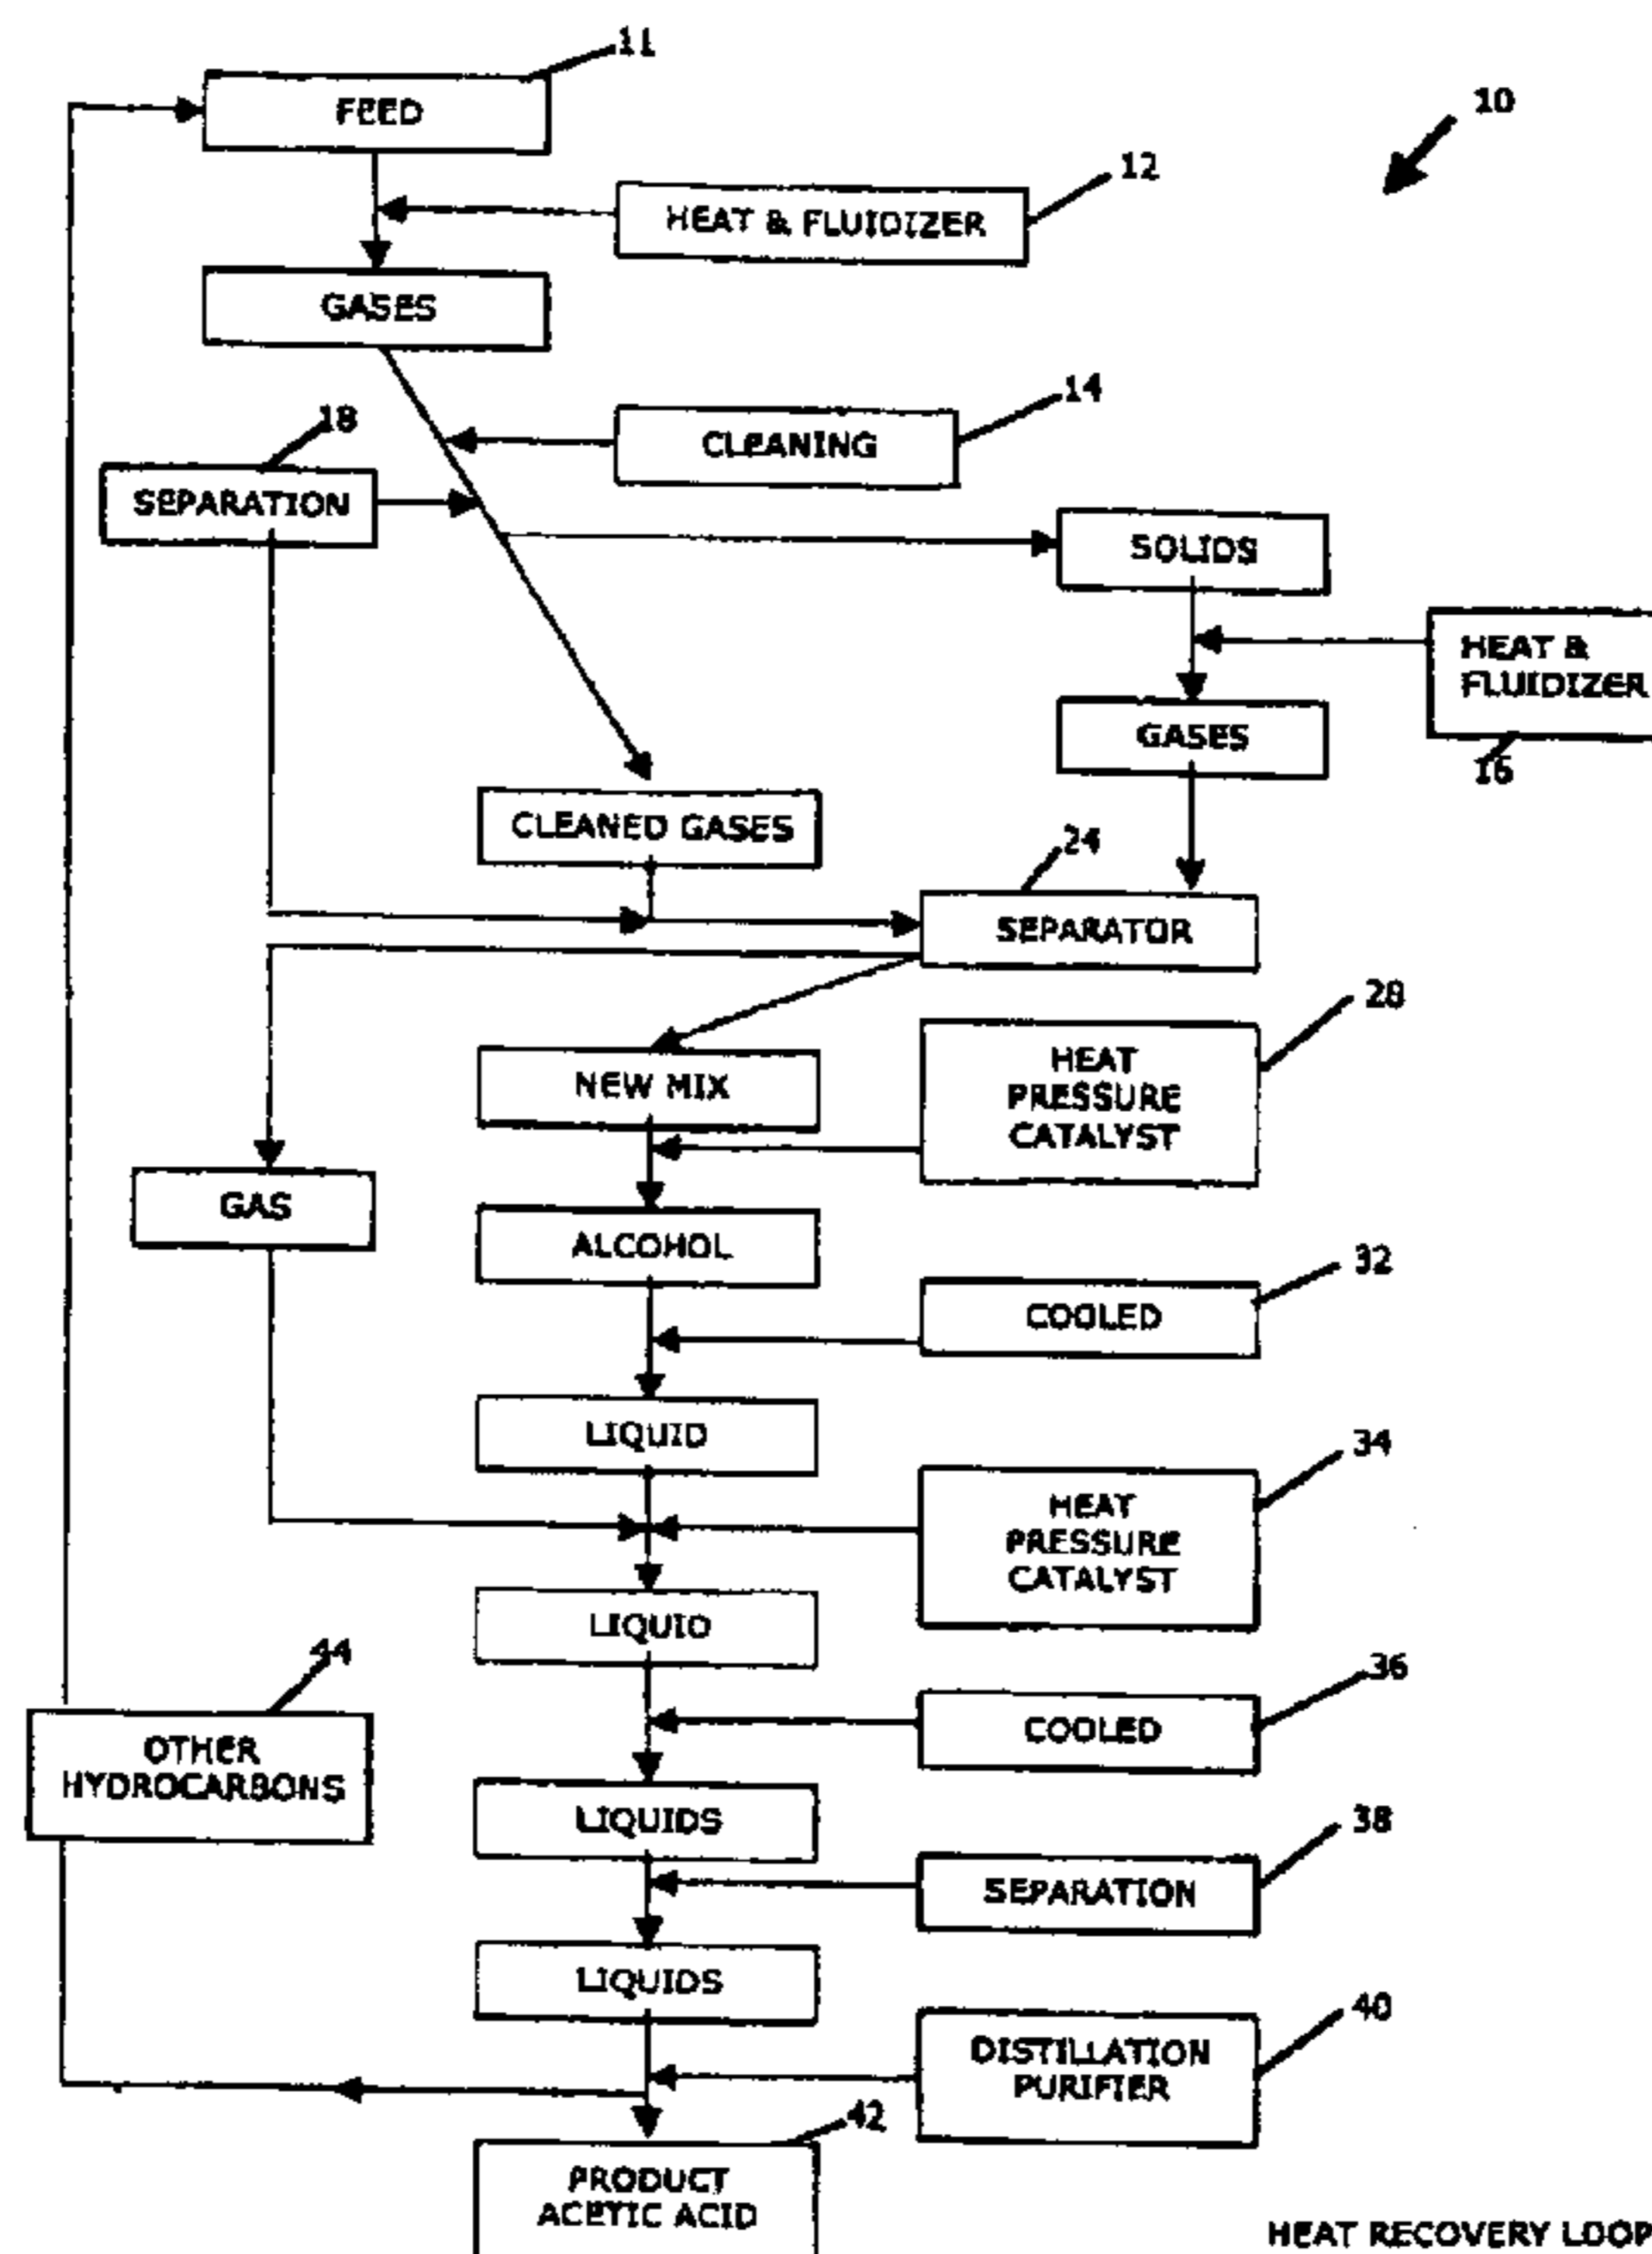 11
FEED
10
12
HEAT & FLUIDIZER
GASES
14
18
CLEANING
SEPARATION
SOLIDS
HEAT &
FLUIDIZER
GASES
16
CLEANED GASES
24
SEPARATOR
28
HEAT
PRESSURE
CATALYST
NEW MIX
GAS
ALCOHOL
32
COOLED
LIQUID
34
HEAT
PRESSURE
CATALYST
LIQUID
44
36
COOLED
OTHER
HYDROCARBONS
LIQUIDS
38
SEPARATION
LIQUIDS
40
DISTILLATION
PURIFIER
42
PRODUCT
ACETIC ACID
HEAT RECOVERY LOOP